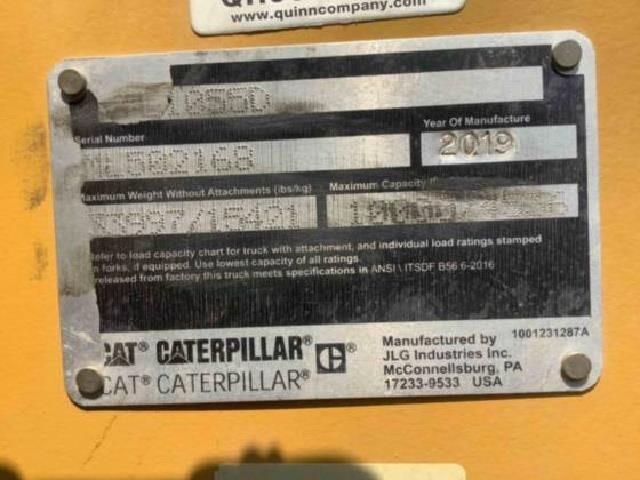 www.quinncompany.com
Serial Number
Year Of Manufacture
ML502168
2019
Maximum Weight Without Attachments (lbs/kg)
Maximum Capacity
Refer to load capacity chart for truck with attachment, and individual load ratings stamped
on forks, if equipped. Use lowest capacity of all ratings.
released from factory this truck meets specifications in ANSI \ ITSDF B56.6-2016
CAT® CATERPILLAR® C®
CAT® CATERPILLAR®
Manufactured by
JLG Industries Inc.
McConnellsburg, PA
17233-9533 USA
1001231287A